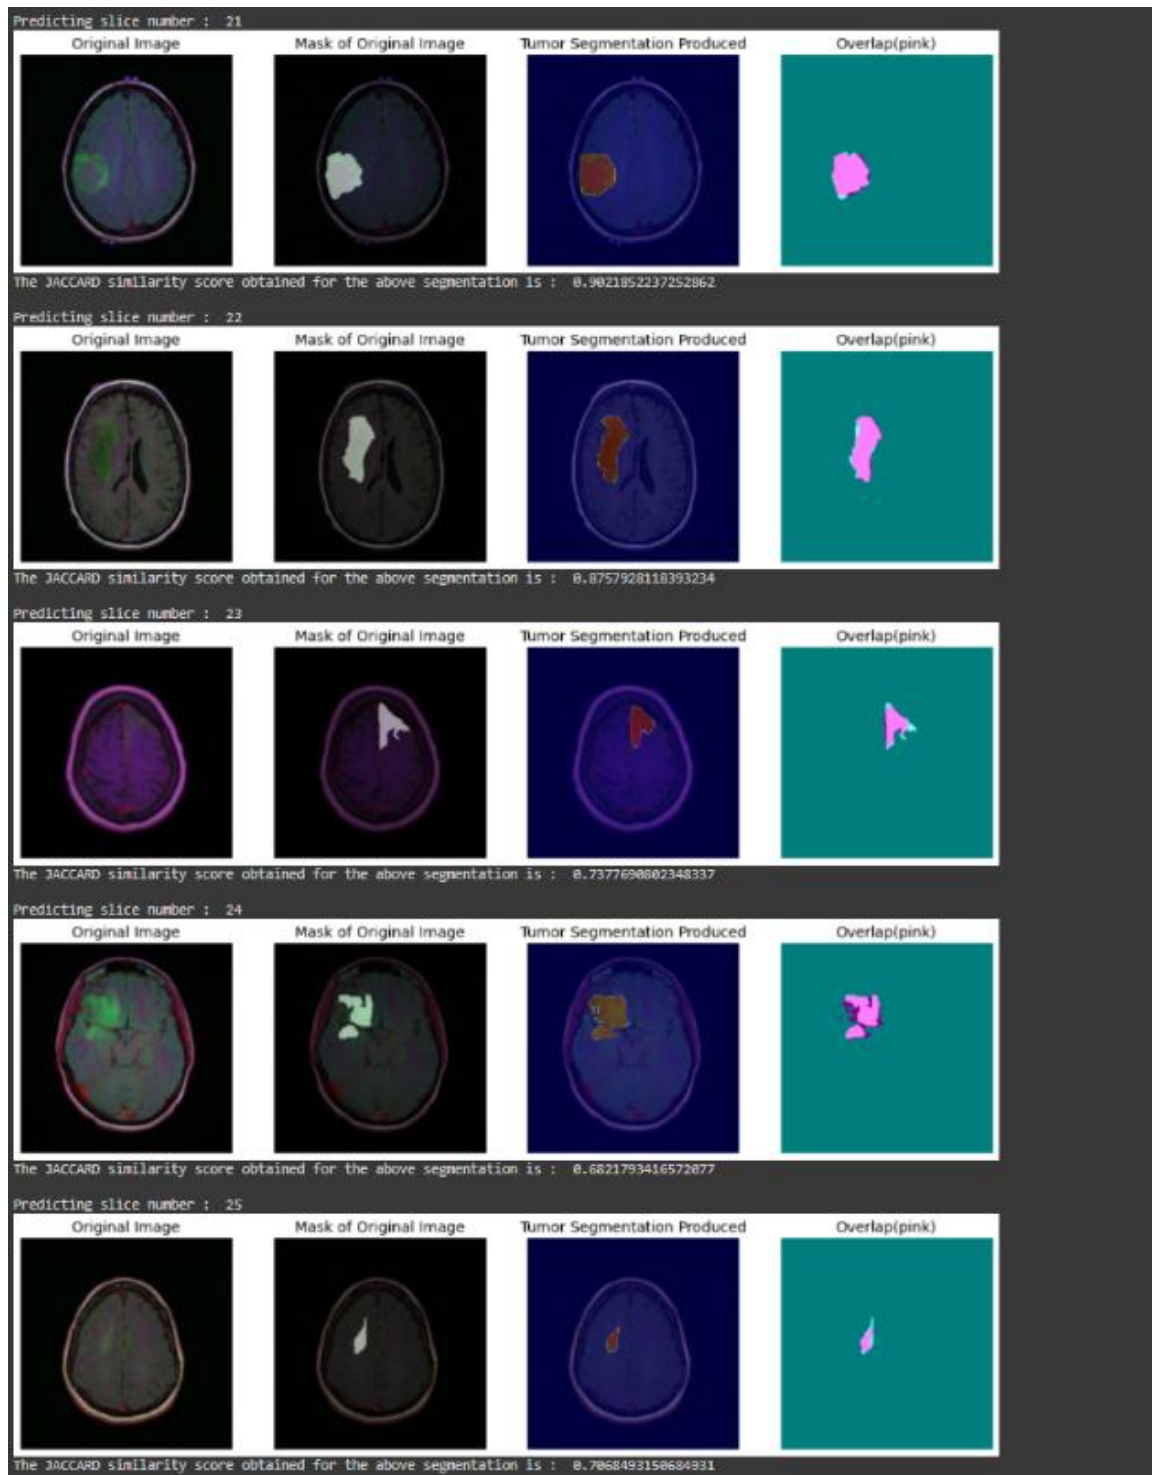 Predicting slice number : 21
Original Image Mask of Original Image Tumor Segmentation Produced Overlap(pink)
The JACCARD similarity score obtained for the above segmentation is : 0.9021852237252862
Predicting slice number : 22
Original Image Mask of Original Image Tumor Segmentation Produced Overlap(pink)
The JACCARD similarity score obtained for the above segmentation is : 0.8757928118393234
Predicting slice number : 23
Original Image Mask of Original Image Tumor Segmentation Produced Overlap(pink)
The JACCARD similarity score obtained for the above segmentation is : 0.7377690802348337
Predicting slice number : 24
Original Image Mask of Original Image Tumor Segmentation Produced Overlap(pink)
The JACCARD similarity score obtained for the above segmentation is : 0.6821793416572077
Predicting slice number : 25
Original Image Mask of Original Image Tumor Segmentation Produced Overlap(pink)
The JACCARD similarity score obtained for the above segmentation is : 0.7068493150684931